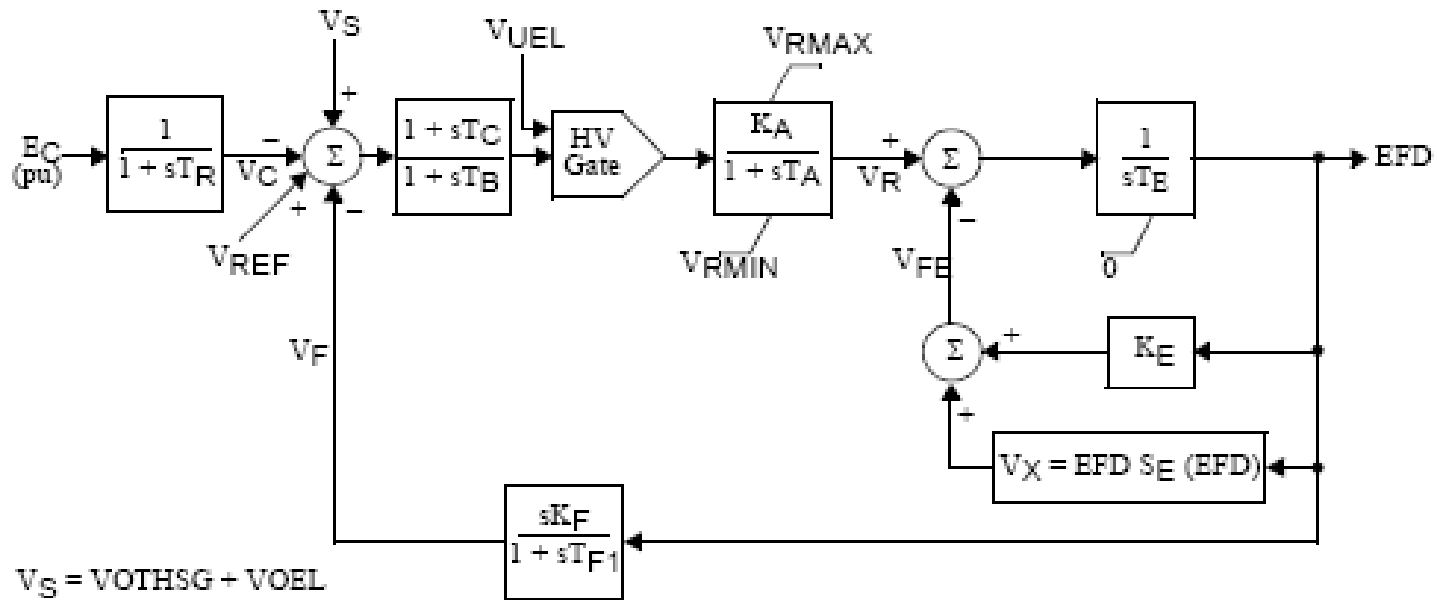 VS
VUEL
VRMAX
+
EC
(pu)
1
1 + sTR
−
VC
Σ
+
−
VREF
1 + sTC
1 + sTB
HV
Gate
KA
1 + sTA
VRMIN
+
VR
Σ
−
VFE
1
sTE
0
EFD
VF
Σ
+
KE
+
VX = EFD SE (EFD)
sKF
1 + sTF1
VS = VOTHSG + VOEL